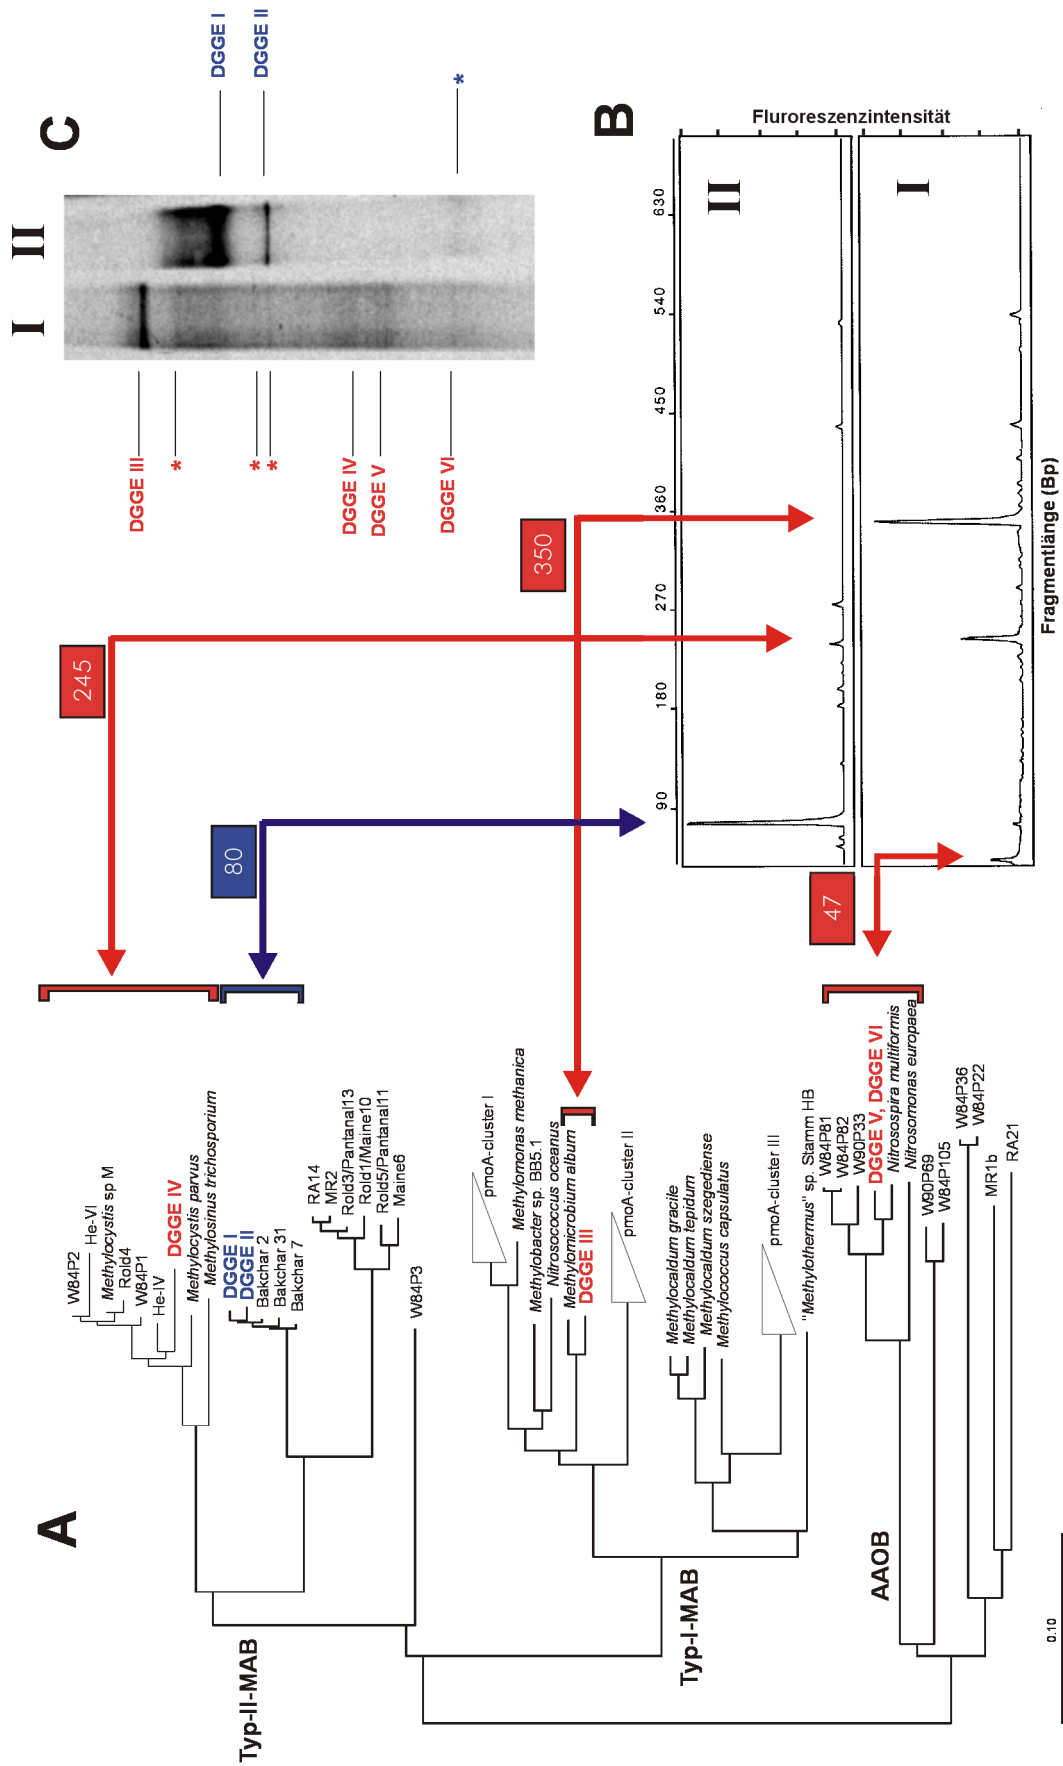 A
W84P2
He-VI
Methylocystis sp M
Rold4
W84P1
He-IV
DGGE IV
Methylocystis parvus
Methylosinus trichosporium
DGGE I
DGGE II
Bakchar 2
Bakchar 31
Bakchar 7
RA14
MR2
Rold3/Pantanal13
Rold1/Maine10
Rold5/Pantanal11
Maine6
W84P3
Typ-II-MAB
pmoA-cluster I
Methylomonas methanica
Methylobacter sp. BB5.1
Nitrosococcus oceanus
Methylomicrobium album
DGGE III
pmoA-cluster II
Methylocaldum gracile
Methylocaldum tepidum
Methylocaldum szegediense
Methylococcus capsulatus
pmoA-cluster III
"Methylothermus" sp. Stamm HB
Typ-I-MAB
W84P81
W84P82
W90P33
DGGE V, DGGE VI
Nitrosospira multiformis
Nitrosomonas europaea
W90P69
W84P105
W84P36
W84P22
MR1b
RA21
AAOB
0.10
245
80
350
47
B
90
180
270
360
450
540
630
II
I
Fluroreszenzintensität
Fragmentlänge (Bp)
C
I
II
DGGE III
*
*
*
DGGE IV
DGGE V
DGGE VI
DGGE I
DGGE II
*